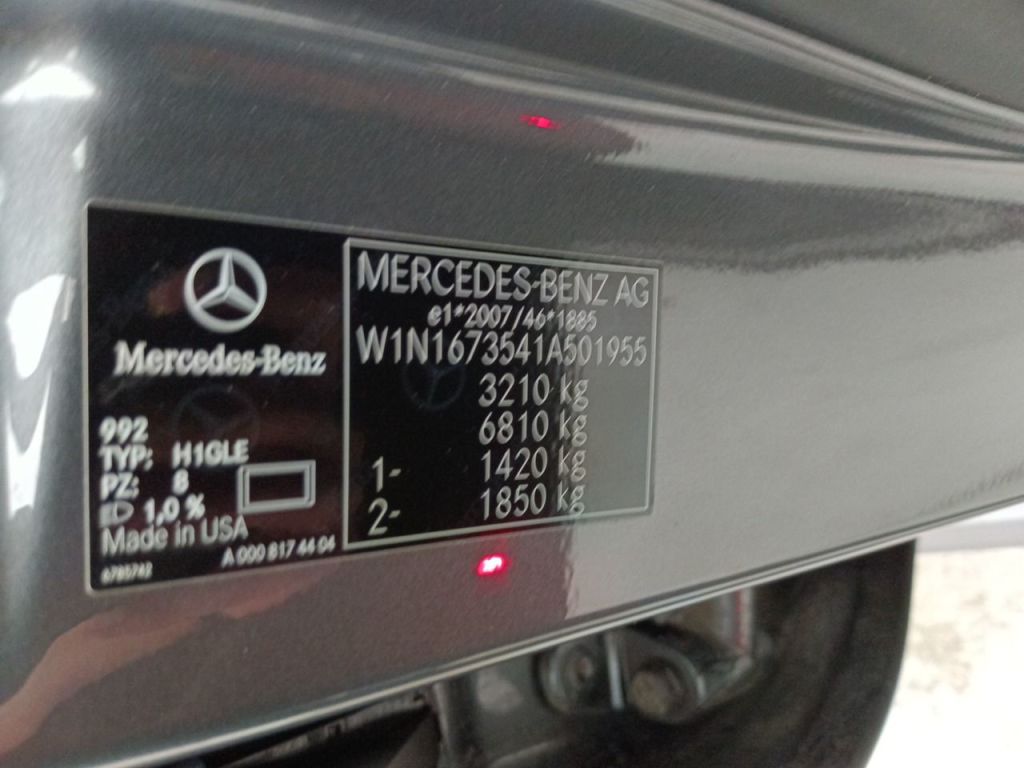 Mercedes-Benz
992
TYP: H1GLE
PZ: 8
1,0 %
Made in USA
A 000 817 44 04
6785742
MERCEDES-BENZ AG
e1*2007/46*1885
W1N1673541A501955
3210 kg
6810 kg
1- 1420 kg
2- 1850 kg